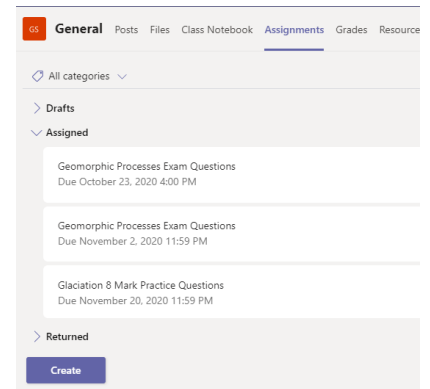 GS General Posts Files Class Notebook Assignments Grades Resource
All categories
Drafts
Assigned
Geomorphic Processes Exam Questions
Due October 23, 2020 4:00 PM
Geomorphic Processes Exam Questions
Due November 2, 2020 11:59 PM
Glaciation 8 Mark Practice Questions
Due November 20, 2020 11:59 PM
Returned
Create